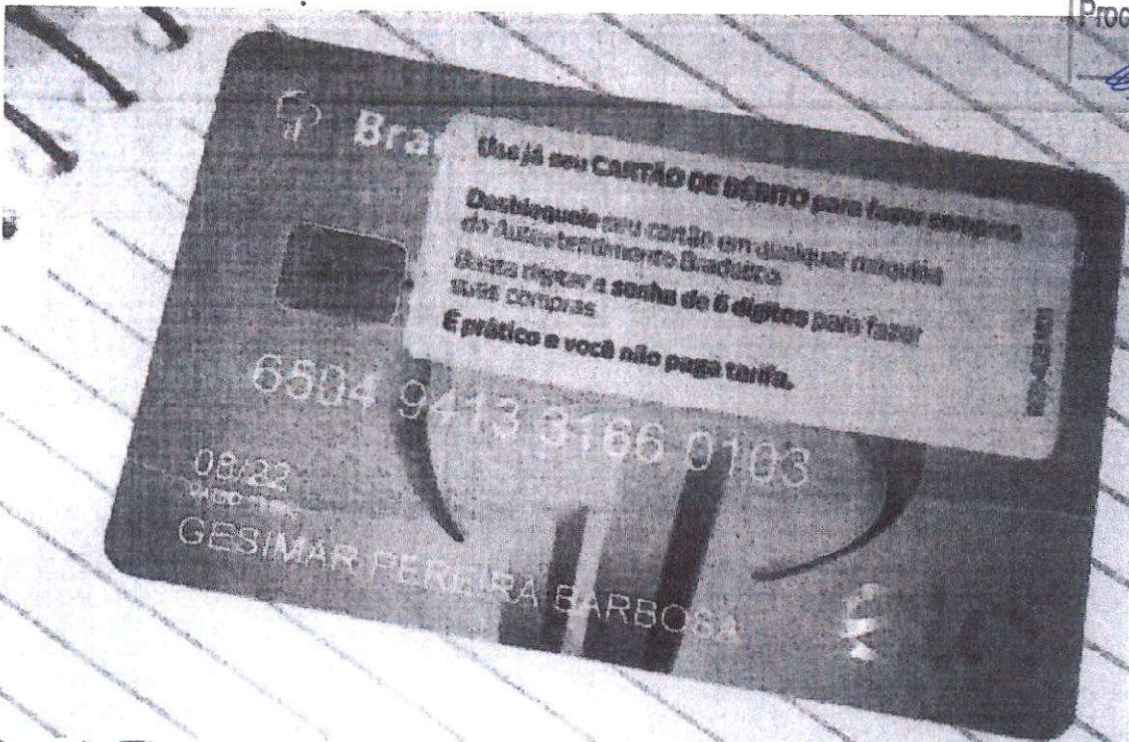 Proc
Bra
Use já seu CARTÃO DE DÉBITO para fazer compras
Desbloqueie seu cartão em qualquer máquina
de Autoatendimento Bradesco.
Basta digitar a senha de 6 dígitos para fazer
suas compras.
É prático e você não paga tarifa.
6504 9413 3166 0103
08/22
GESIMAR PEREIRA BARBOSA